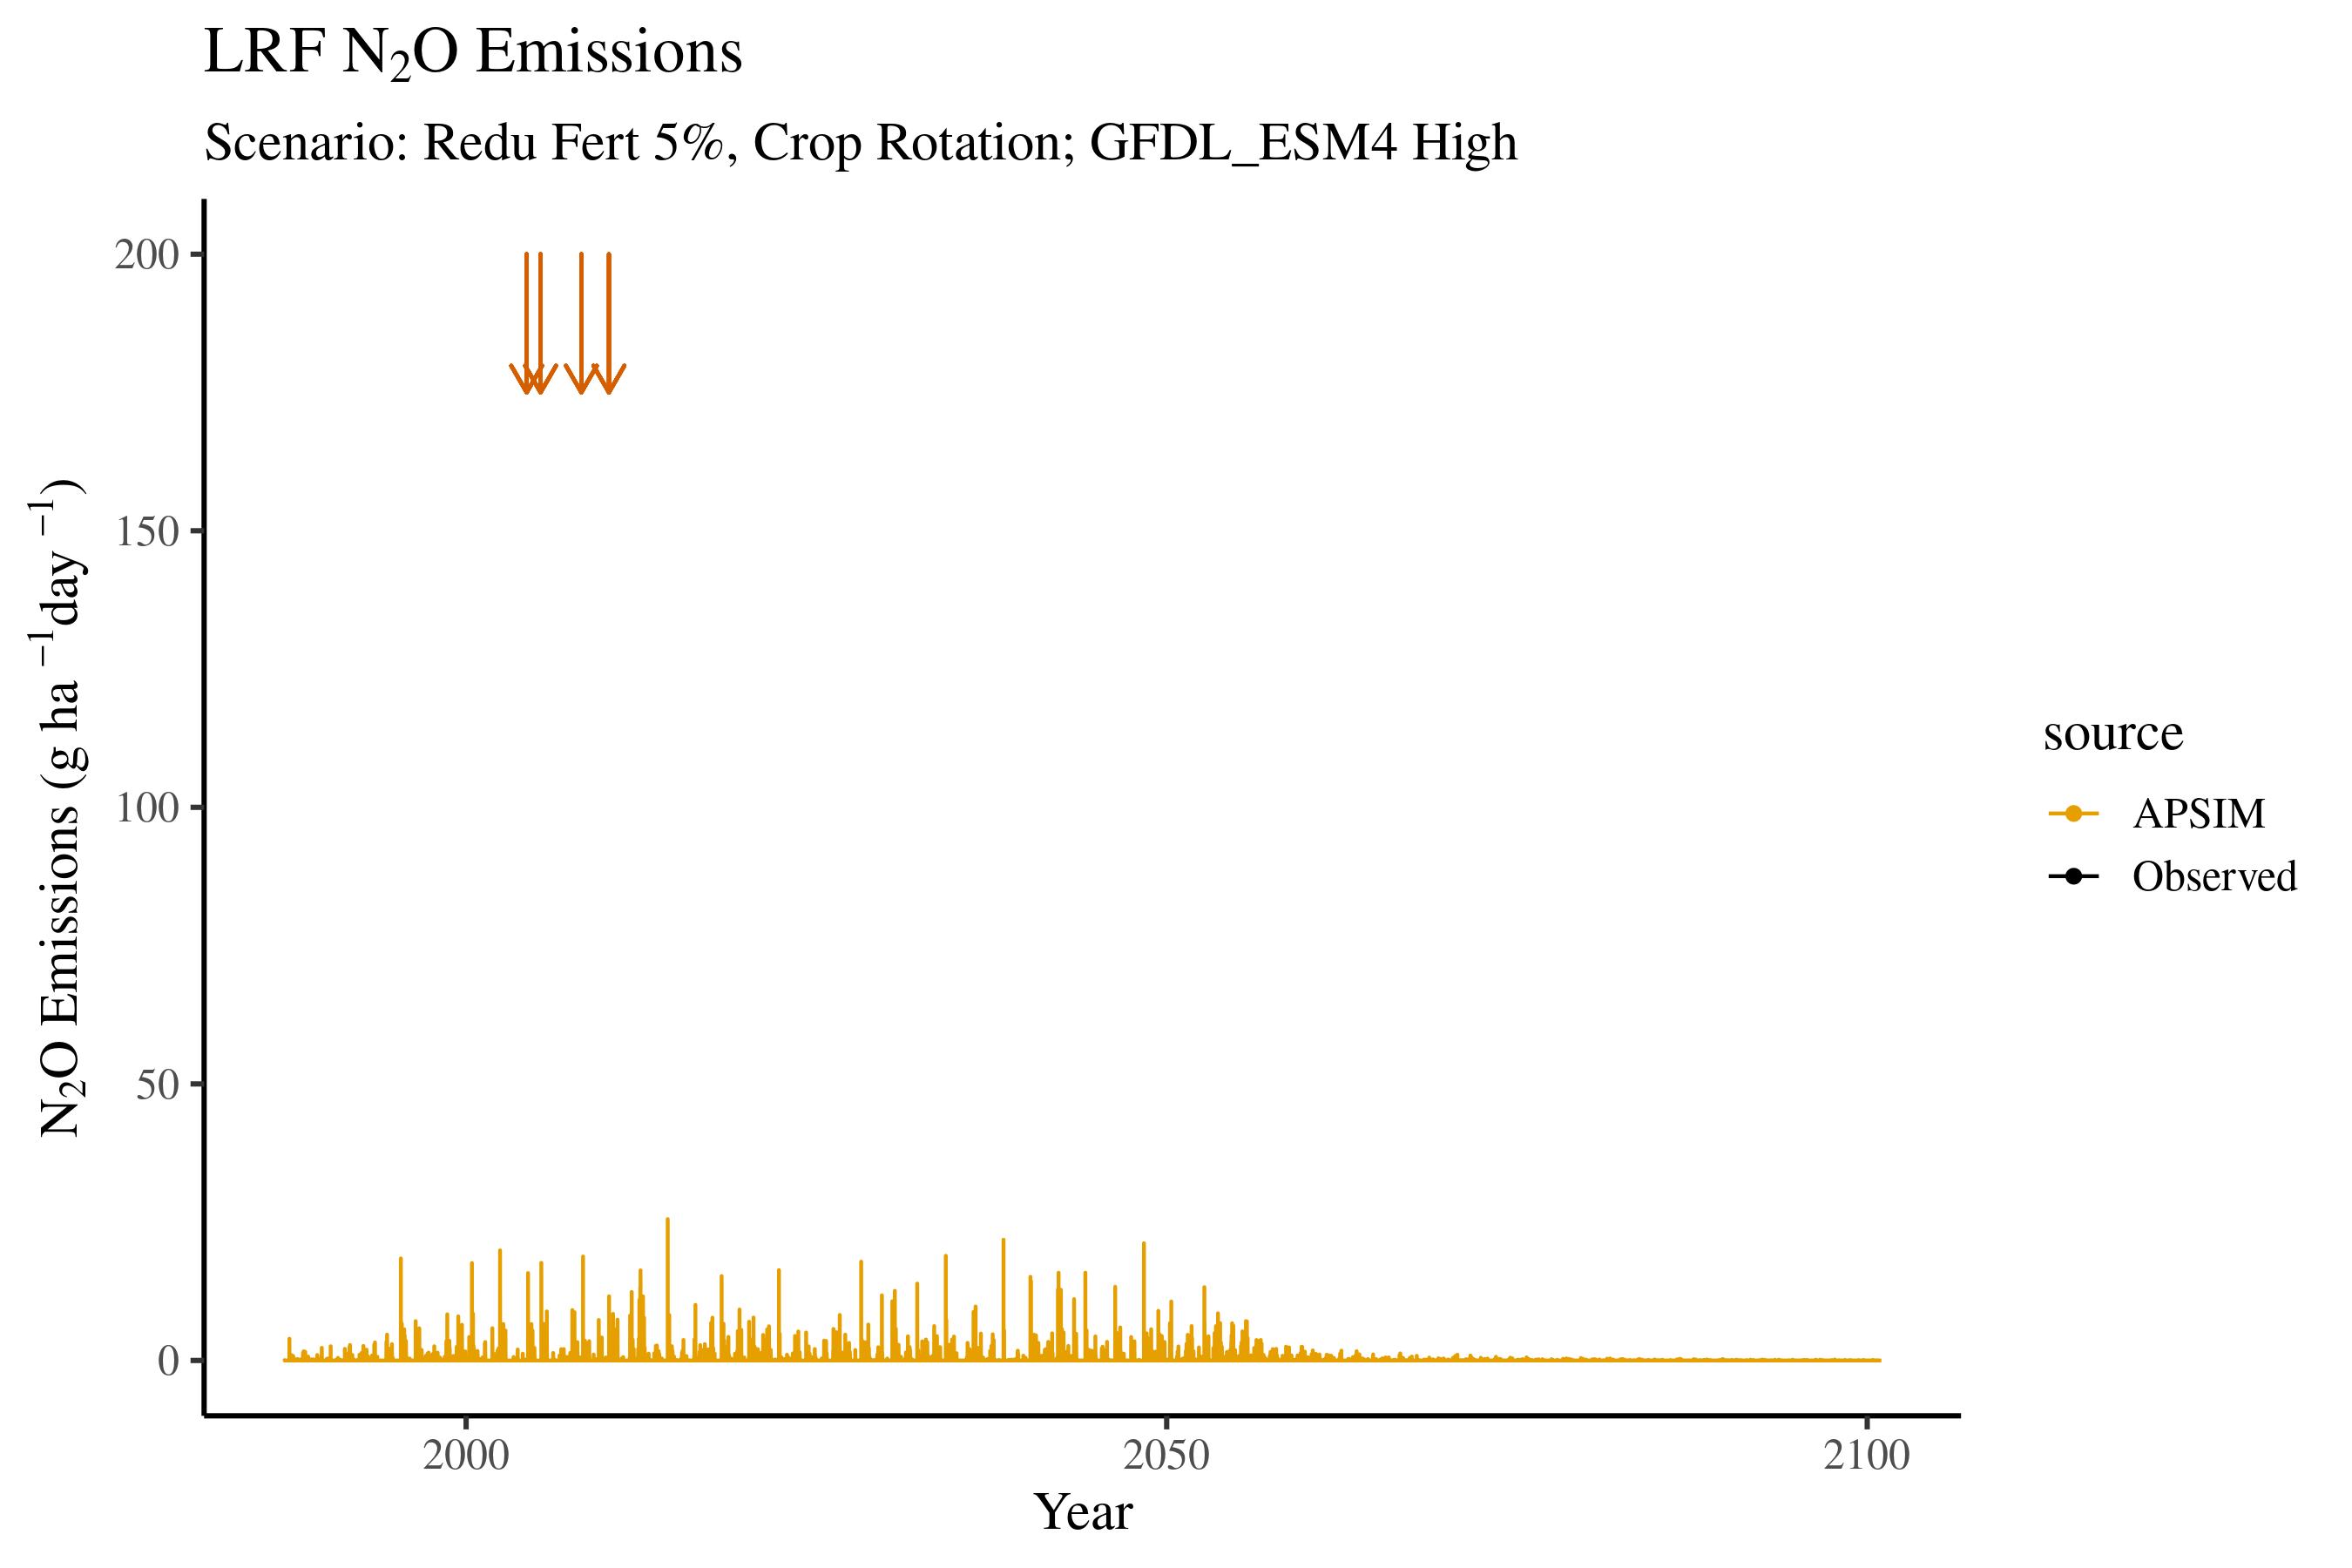 LRF N₂O Emissions
Scenario: Redu Fert 5%, Crop Rotation; GFDL_ESM4 High
N₂O Emissions (g ha ⁻¹day ⁻¹)
200
150
100
50
0
2000 2050 2100
Year
source
APSIM
Observed